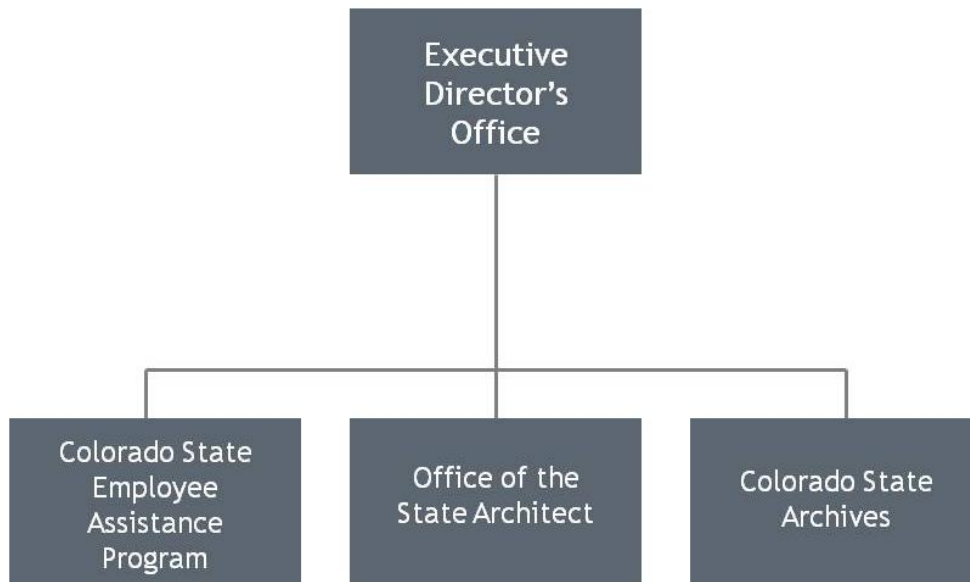 Executive
Director’s
Office
Colorado State
Employee
Assistance
Program
Office of the
State Architect
Colorado State
Archives